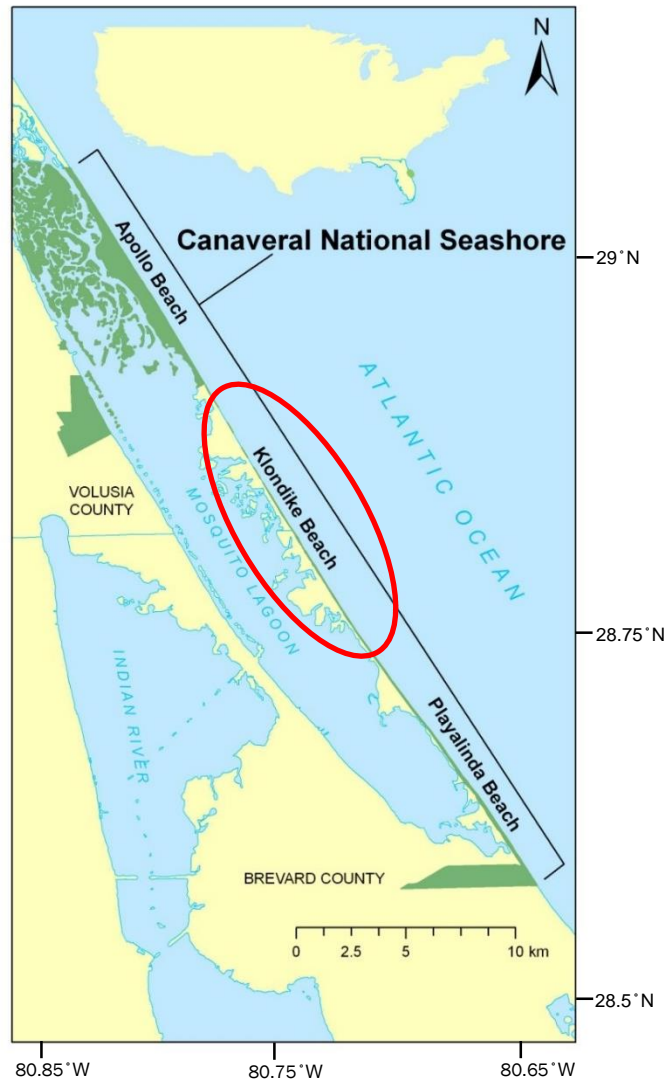 N
Canaveral National Seashore
Apollo Beach
29˚N
ATLANTIC OCEAN
Klondike Beach
VOLUSIA
COUNTY
MOSQUITO LAGOON
28.75˚N
INDIAN RIVER
Playalinda Beach
BREVARD COUNTY
0 2.5 5 10 km
28.5˚N
80.85˚W 80.75˚W 80.65˚W